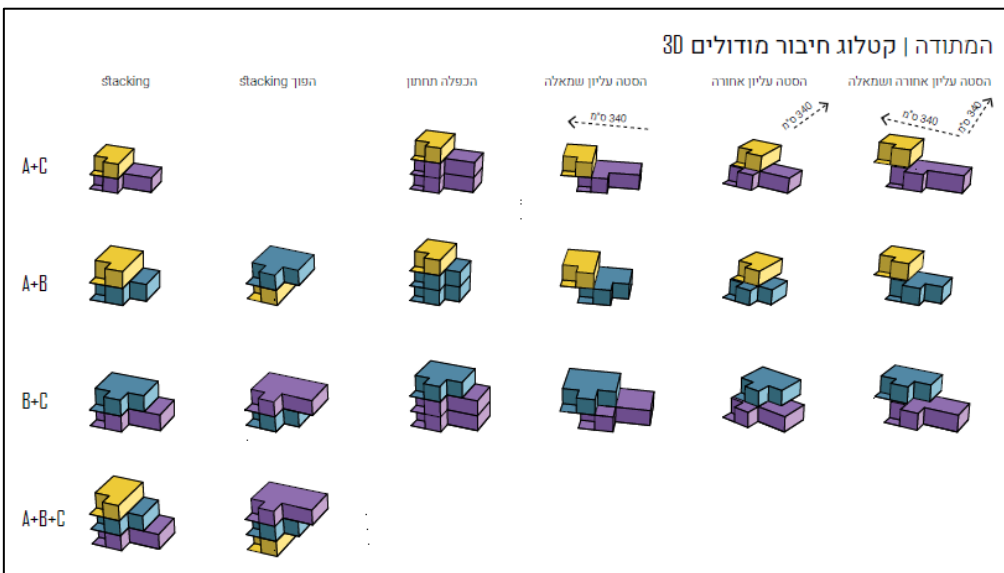 המתודה | קטלוג חיבור מודולים 3D
הסטה עליון אחורה ושמאלה
הסטה עליון אחורה
הסטה עליון שמאלה
הכפלה תחתון
הפוך stacking
stacking
340 ס"מ
340 ס"מ
340 ס"מ
340 ס"מ
A+C
A+B
B+C
A+B+C